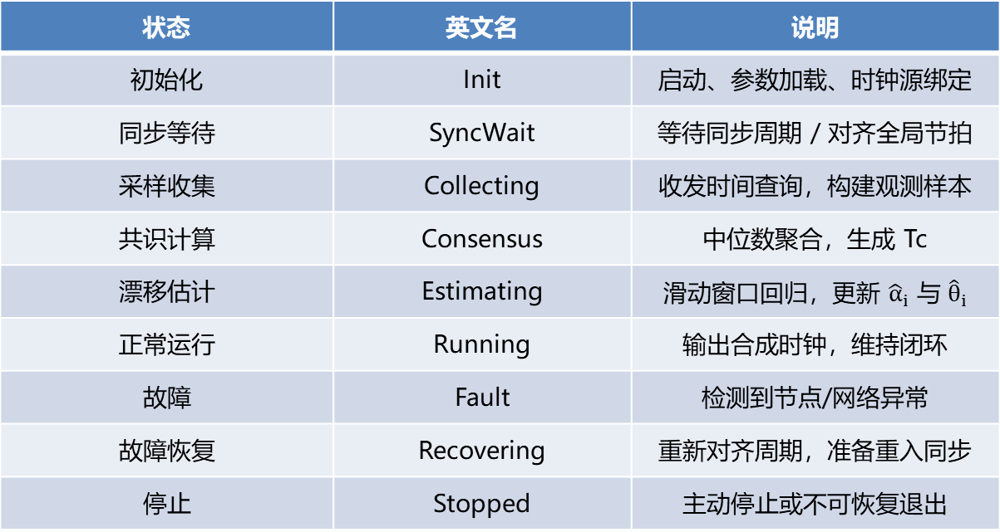 状态 英文名 说明
初始化 Init 启动、参数加载、时钟源绑定
同步等待 SyncWait 等待同步周期 / 对齐全局节拍
采样收集 Collecting 收发时间查询，构建观测样本
共识计算 Consensus 中位数聚合，生成 Tc
漂移估计 Estimating 滑动窗口回归，更新 α̂ᵢ 与 θ̂ᵢ
正常运行 Running 输出合成时钟，维持闭环
故障 Fault 检测到节点/网络异常
故障恢复 Recovering 重新对齐周期，准备重入同步
停止 Stopped 主动停止或不可恢复退出